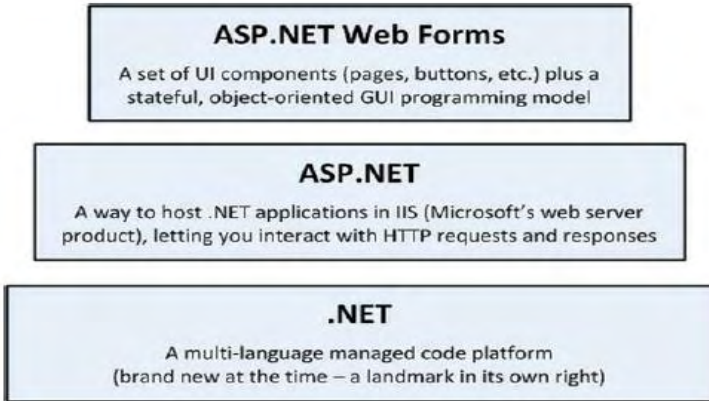 ASP.NET Web Forms
A set of UI components (pages, buttons, etc.) plus a
stateful, object-oriented GUI programming model
ASP.NET
A way to host .NET applications in IIS (Microsoft's web server
product), letting you interact with HTTP requests and responses
.NET
A multi-language managed code platform
(brand new at the time – a landmark in its own right)